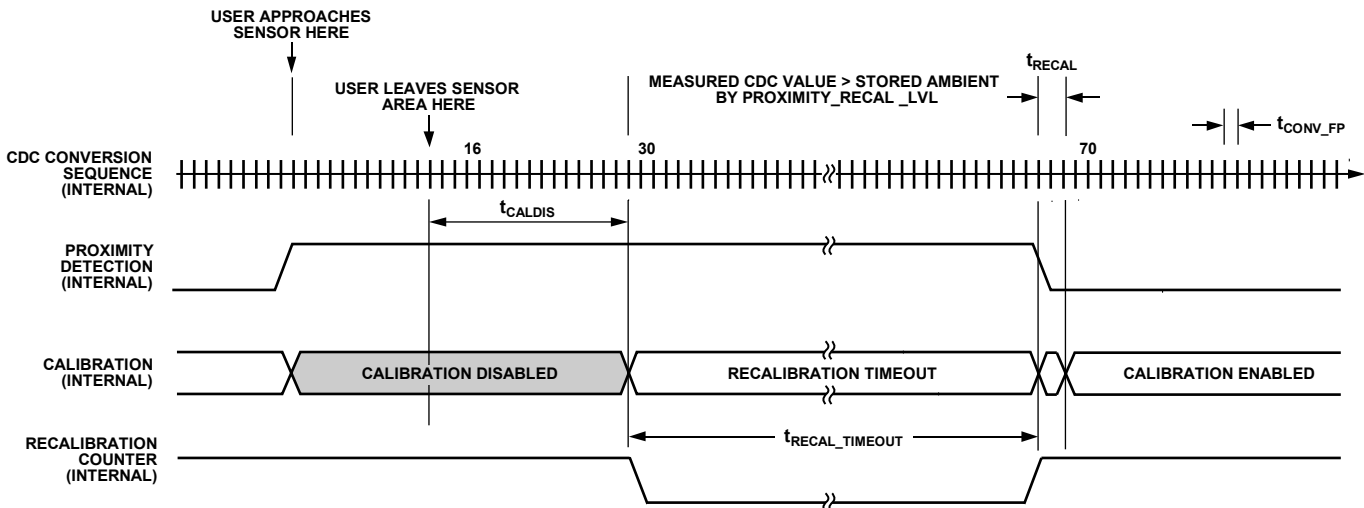 USER APPROACHES
SENSOR HERE
USER LEAVES SENSOR
AREA HERE
MEASURED CDC VALUE > STORED AMBIENT
BY PROXIMITY_RECAL _LVL
tRECAL
tCONV_FP
CDC CONVERSION
SEQUENCE
(INTERNAL)
16
30
70
tCALDIS
PROXIMITY
DETECTION
(INTERNAL)
CALIBRATION
(INTERNAL)
CALIBRATION DISABLED
RECALIBRATION TIMEOUT
CALIBRATION ENABLED
RECALIBRATION
COUNTER
(INTERNAL)
tRECAL_TIMEOUT